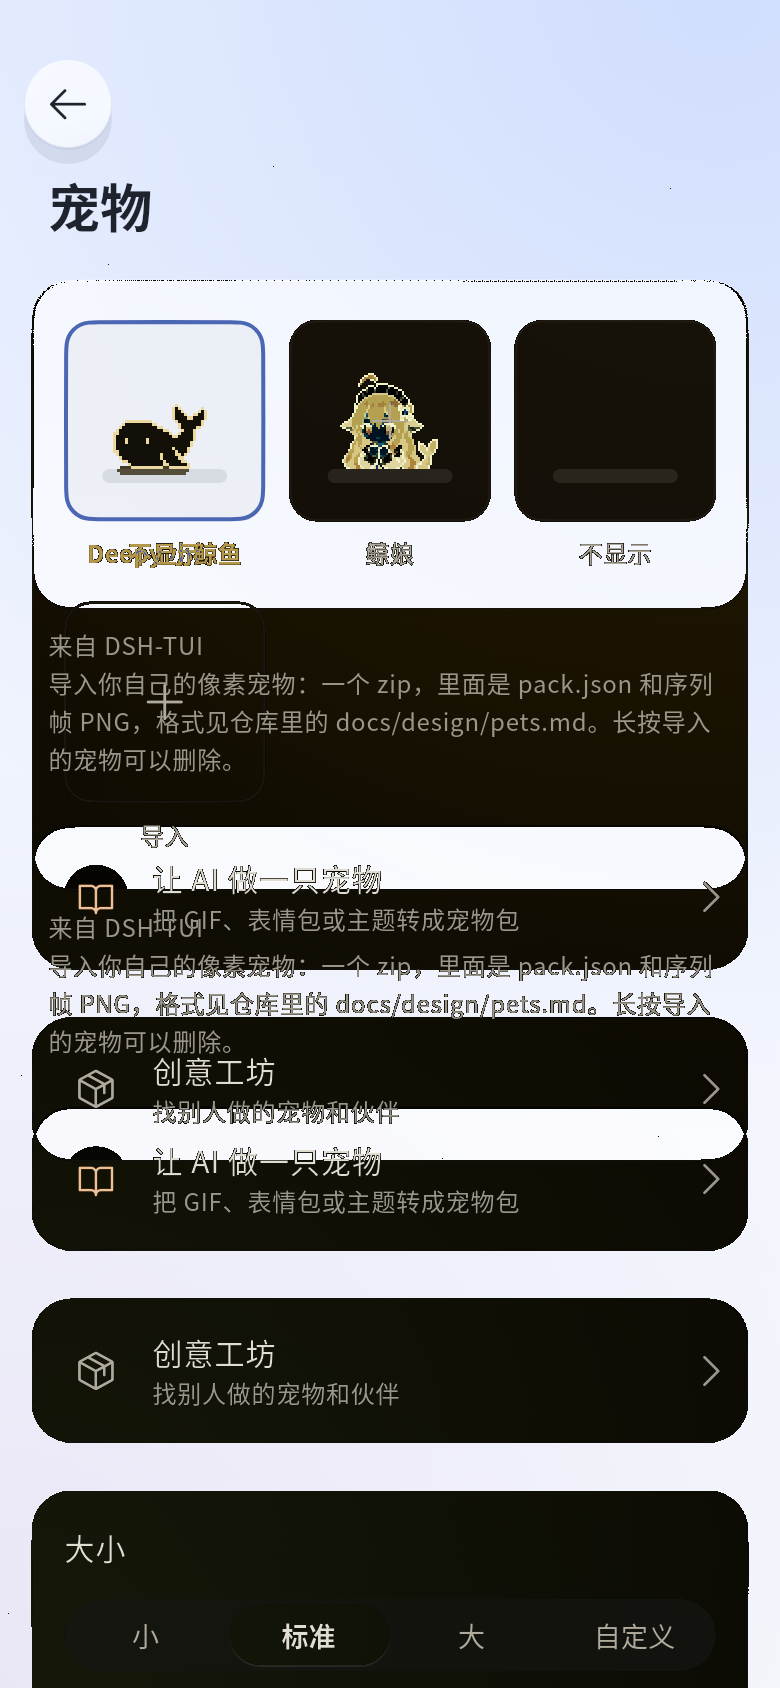 宠物
鲸娘
不显示
来自 DSH-TUI
导入你自己的像素宠物：一个 zip，里面是 pack.json 和序列
帧 PNG，格式见仓库里的 docs/design/pets.md。长按导入
的宠物可以删除。
导入
让 AI 做一只宠物
把 GIF、表情包或主题转成宠物包
来自 DSH-TUI
导入你自己的像素宠物：一个 zip，里面是 pack.json 和序列
帧 PNG，格式见仓库里的 docs/design/pets.md。长按导入
的宠物可以删除。
创意工坊
找别人做的宠物和伙伴
让 AI 做一只宠物
把 GIF、表情包或主题转成宠物包
创意工坊
找别人做的宠物和伙伴
大小
小
标准
大
自定义